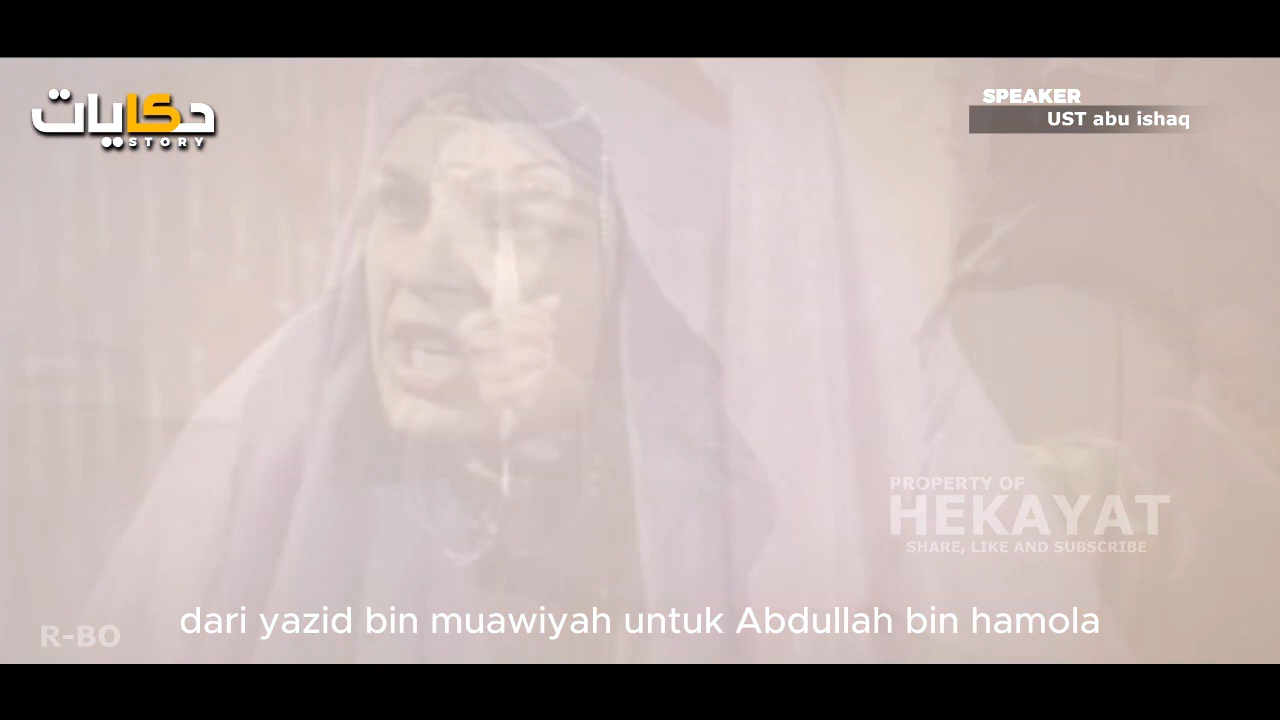 حكايات
STORY
SPEAKER
UST abu ishaq
PROPERTY OF
HEKAYAT
SHARE, LIKE AND SUBSCRIBE
dari yazid bin muawiyah untuk Abdullah bin hamola
R-BO